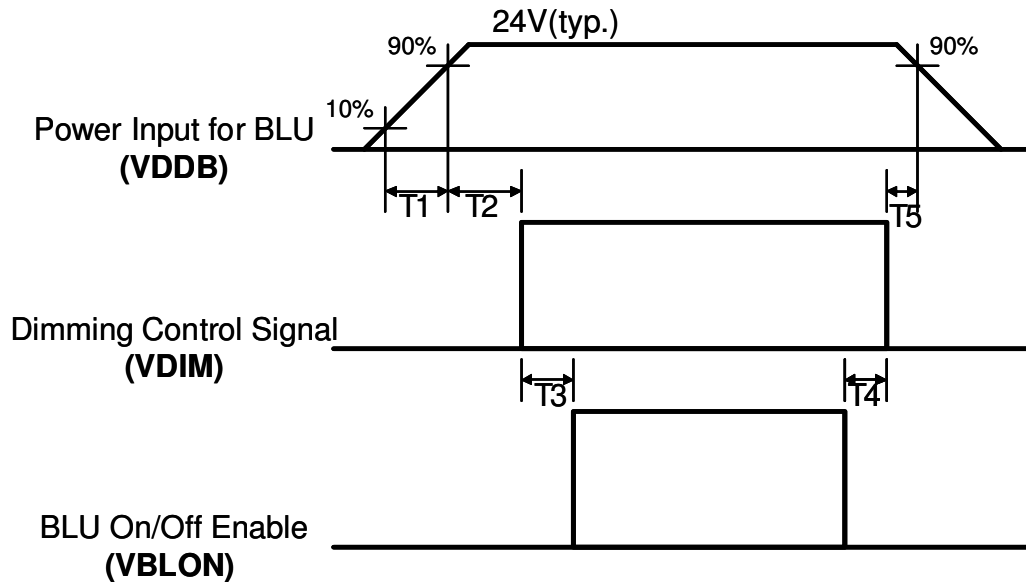 24V(typ.)
90%
90%
10%
Power Input for BLU
(VDDB)
T1
T2
T5
Dimming Control Signal
(VDIM)
T3
T4
BLU On/Off Enable
(VBLON)